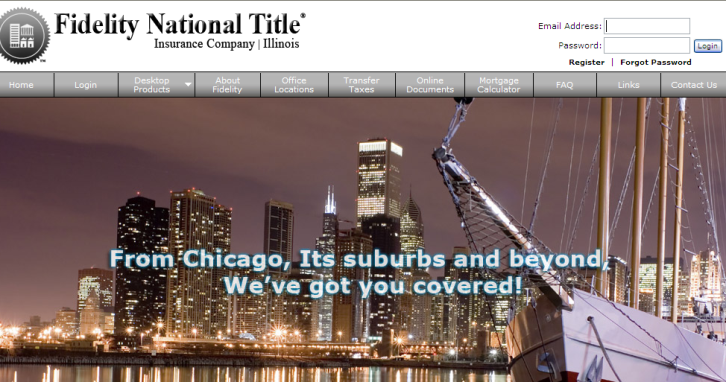 Fidelity National Title®
Insurance Company | Illinois
Email Address:
Password:
Login
Register | Forgot Password
Home
Login
Desktop
Products
About
Fidelity
Office
Locations
Transfer
Taxes
Online
Documents
Mortgage
Calculator
FAQ
Links
Contact Us
From Chicago, Its suburbs and beyond,
We've got you covered!